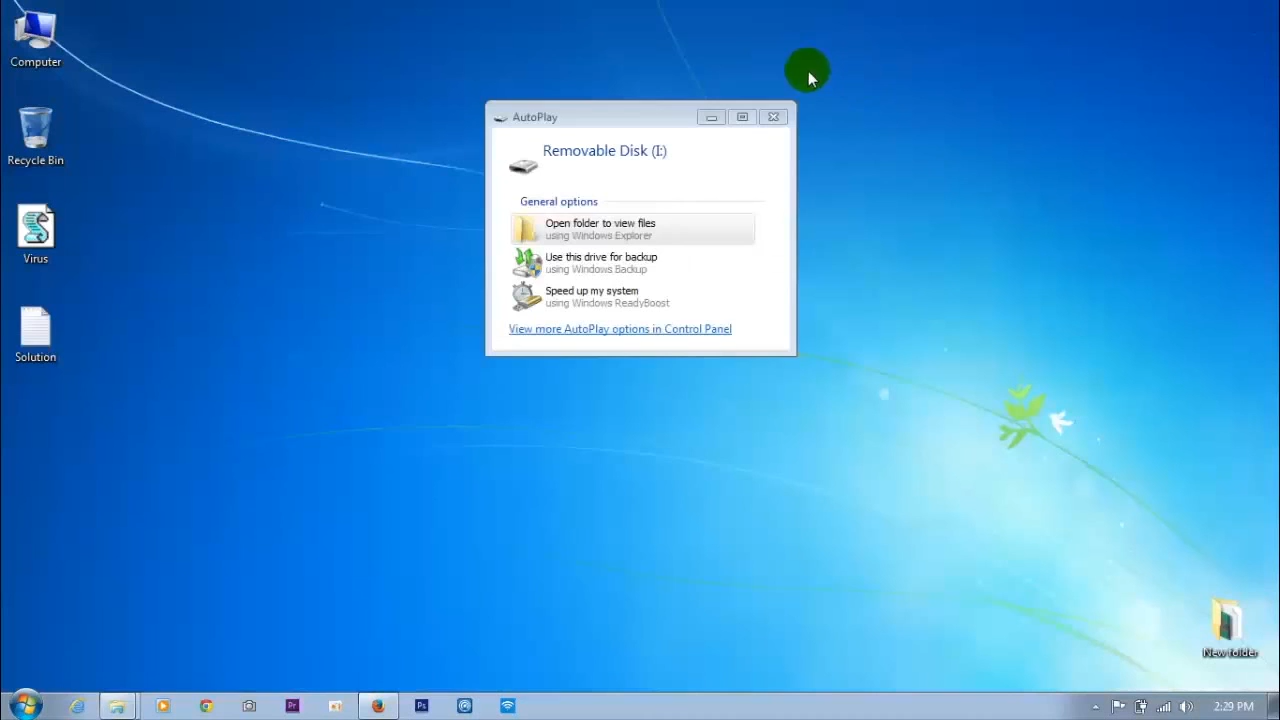 Computer
Recycle Bin
Virus
Solution
AutoPlay
Removable Disk (I:)
General options
Open folder to view files
using Windows Explorer
Use this drive for backup
using Windows Backup
Speed up my system
using Windows ReadyBoost
View more AutoPlay options in Control Panel
New folder
Pr
Ps
2:29 PM